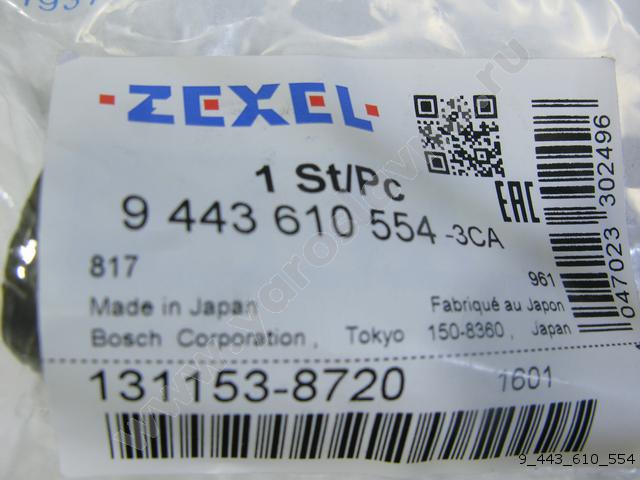 ZEXEL
1 St/Pc
9 443 610 554 -3CA
EAC
817
961
Made in Japan
Fabriqué au Japon
Bosch Corporation, Tokyo 150-8360, Japan
131153-8720
1601
047023 302496
9_443_610_554